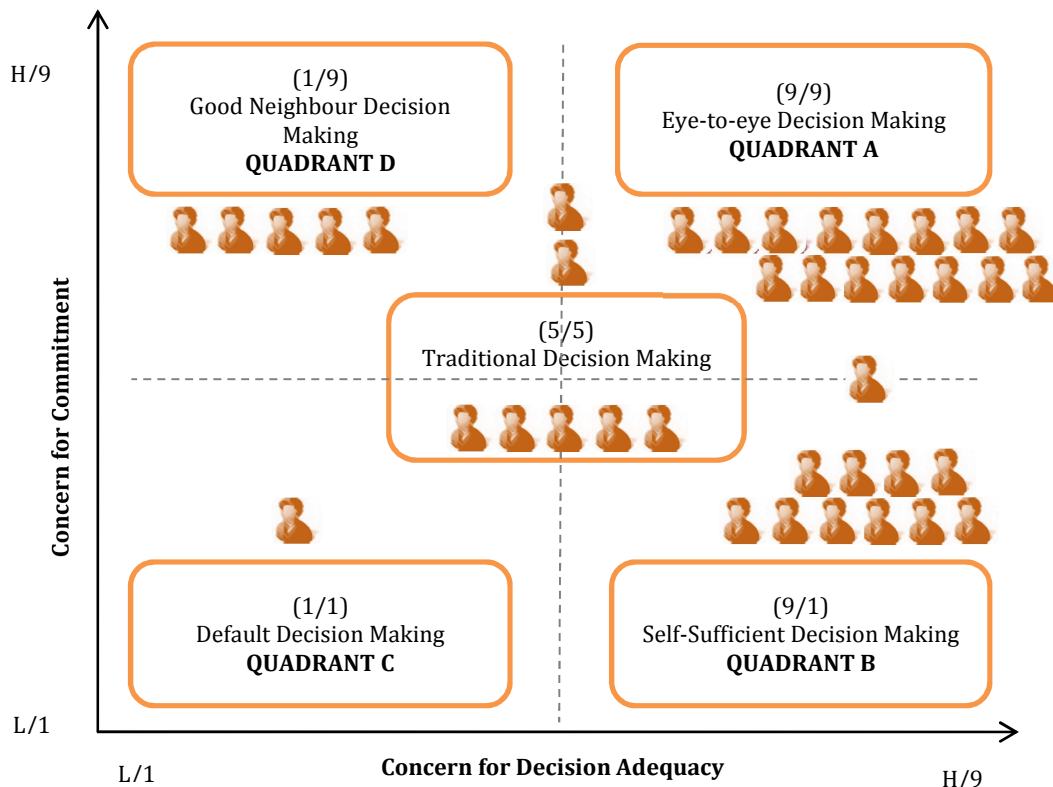 H/9
(1/9)
Good Neighbour Decision
Making
QUADRANT D
(9/9)
Eye-to-eye Decision Making
QUADRANT A
(5/5)
Traditional Decision Making
Concern for Commitment
(1/1)
Default Decision Making
QUADRANT C
(9/1)
Self-Sufficient Decision Making
QUADRANT B
L/1
L/1
Concern for Decision Adequacy
H/9